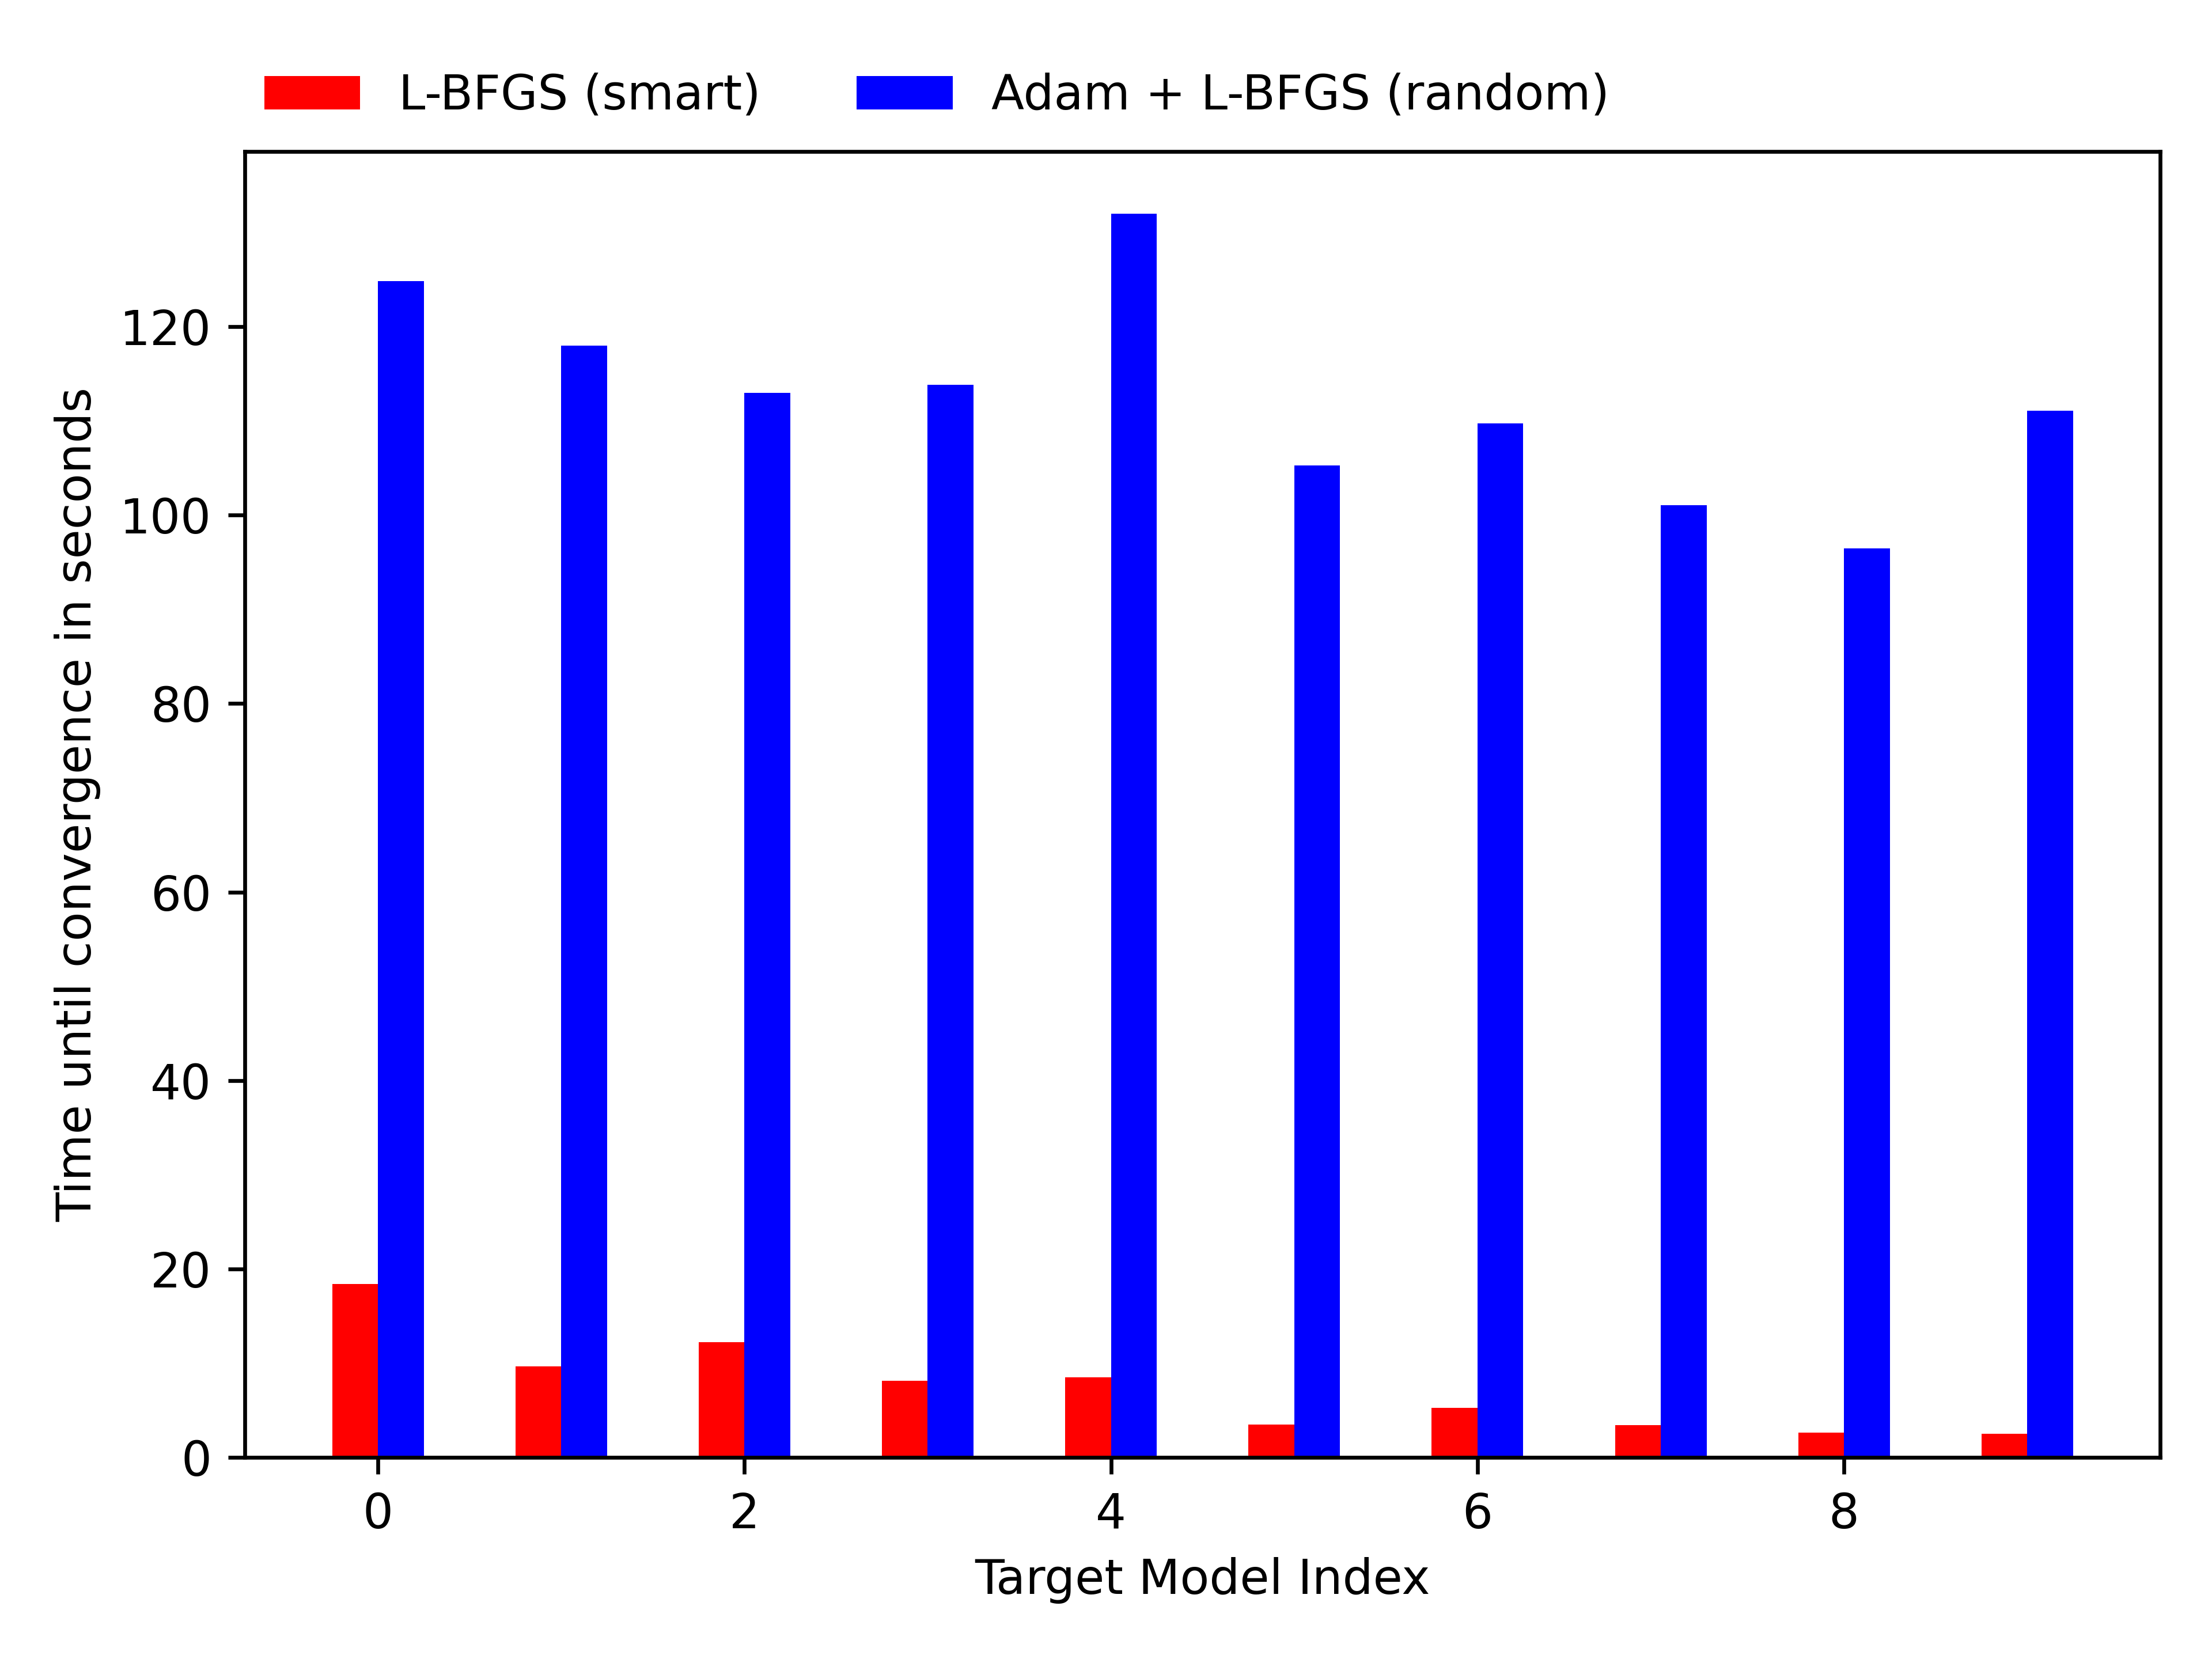 L-BFGS (smart) Adam + L-BFGS (random)
120
100
80
60
40
20
0
Time until convergence in seconds
0 2 4 6 8
Target Model Index